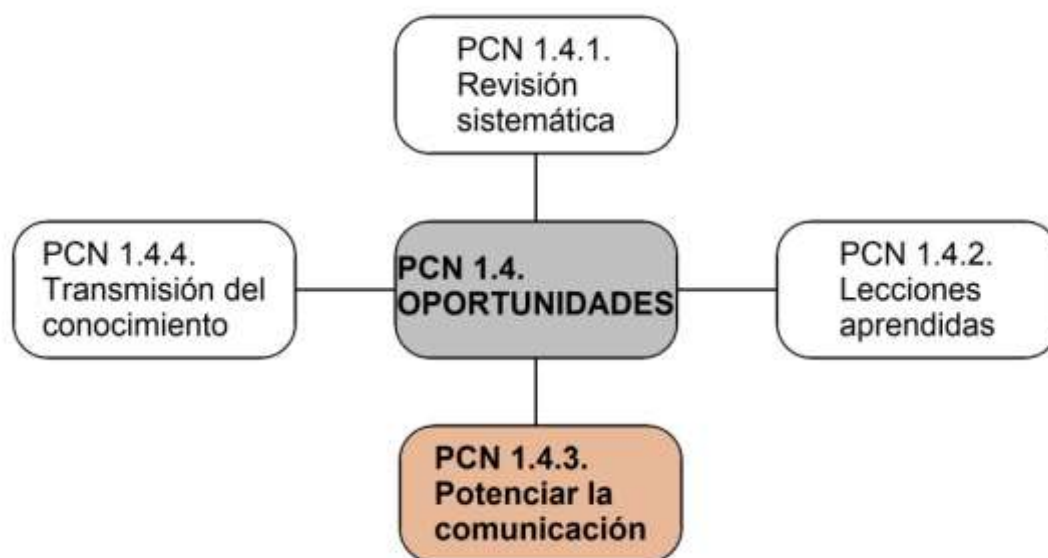 PCN 1.4.1.
Revisión
sistemática
PCN 1.4.4.
Transmisión del
conocimiento
PCN 1.4.
OPORTUNIDADES
PCN 1.4.2.
Lecciones
aprendidas
PCN 1.4.3.
Potenciar la
comunicación